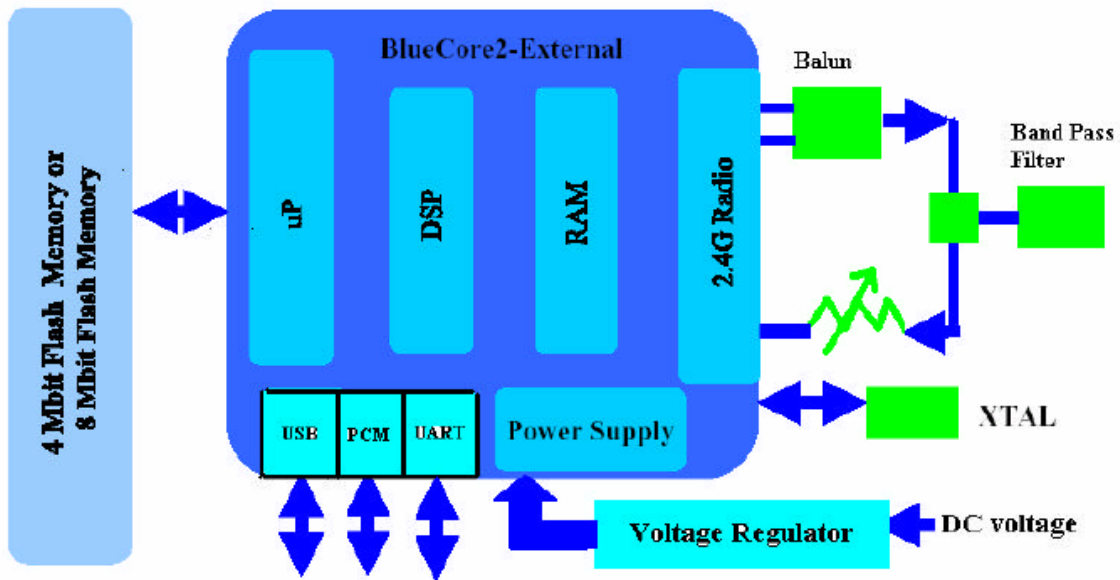 4 Mbit Flash Memory or
8 Mbit Flash Memory
BlueCore2-External
uP
DSP
RAM
2.4G Radio
Balun
Band Pass
Filter
USB
PCM
UART
Power Supply
XTAL
Voltage Regulator
DC voltage